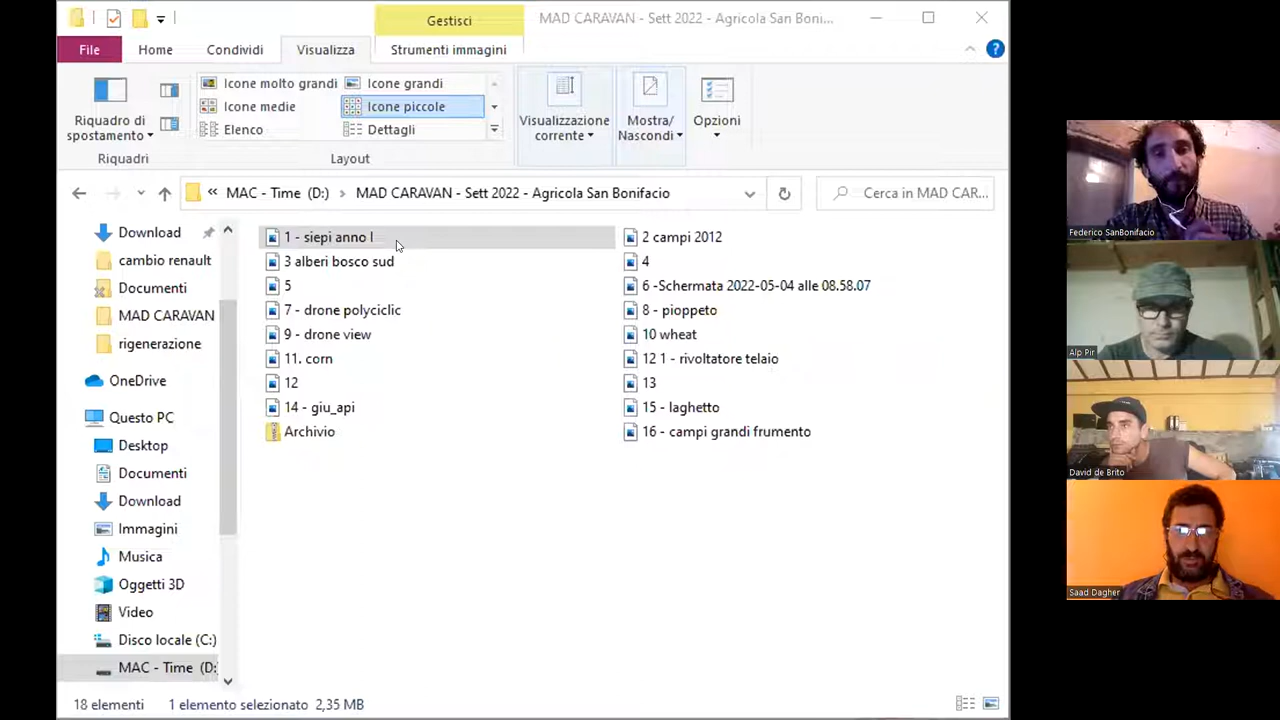 Gestisci
MAD CARAVAN - Sett 2022 - Agricola San Boni...
File
Home
Condividi
Visualizza
Strumenti immagini
Riquadro di
spostamento
Icone molto grandi
Icone grandi
Icone medie
Icone piccole
Elenco
Dettagli
Visualizzazione
corrente
Mostra/
Nascondi
Opzioni
Riquadri
Layout
« MAC - Time (D:) > MAD CARAVAN - Sett 2022 - Agricola San Bonifacio
Cerca in MAD CAR...
Download
cambio renault
Documenti
MAD CARAVAN
rigenerazione
OneDrive
Questo PC
Desktop
Documenti
Download
Immagini
Musica
Oggetti 3D
Video
Disco locale (C:)
MAC - Time (D:
1 - siepi anno I
2 campi 2012
3 alberi bosco sud
4
5
6 -Schermata 2022-05-04 alle 08.58.07
7 - drone polyciclic
8 - pioppeto
9 - drone view
10 wheat
11. corn
12 1 - rivoltatore telaio
12
13
14 - giu_api
15 - laghetto
Archivio
16 - campi grandi frumento
18 elementi
1 elemento selezionato 2,35 MB
Federico SanBonifacio
Alp Pir
David de Brito
Saad Dagher